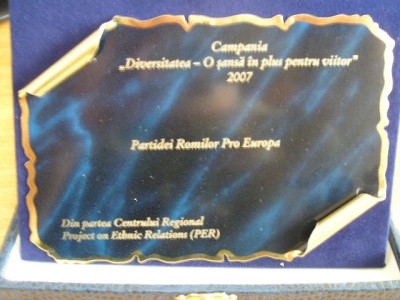 Campania
„Diversitatea – O șansă în plus pentru viitor”
2007
Partidei Romilor Pro Europa
Din partea Centrului Regional
Project on Ethnic Relations (PER)